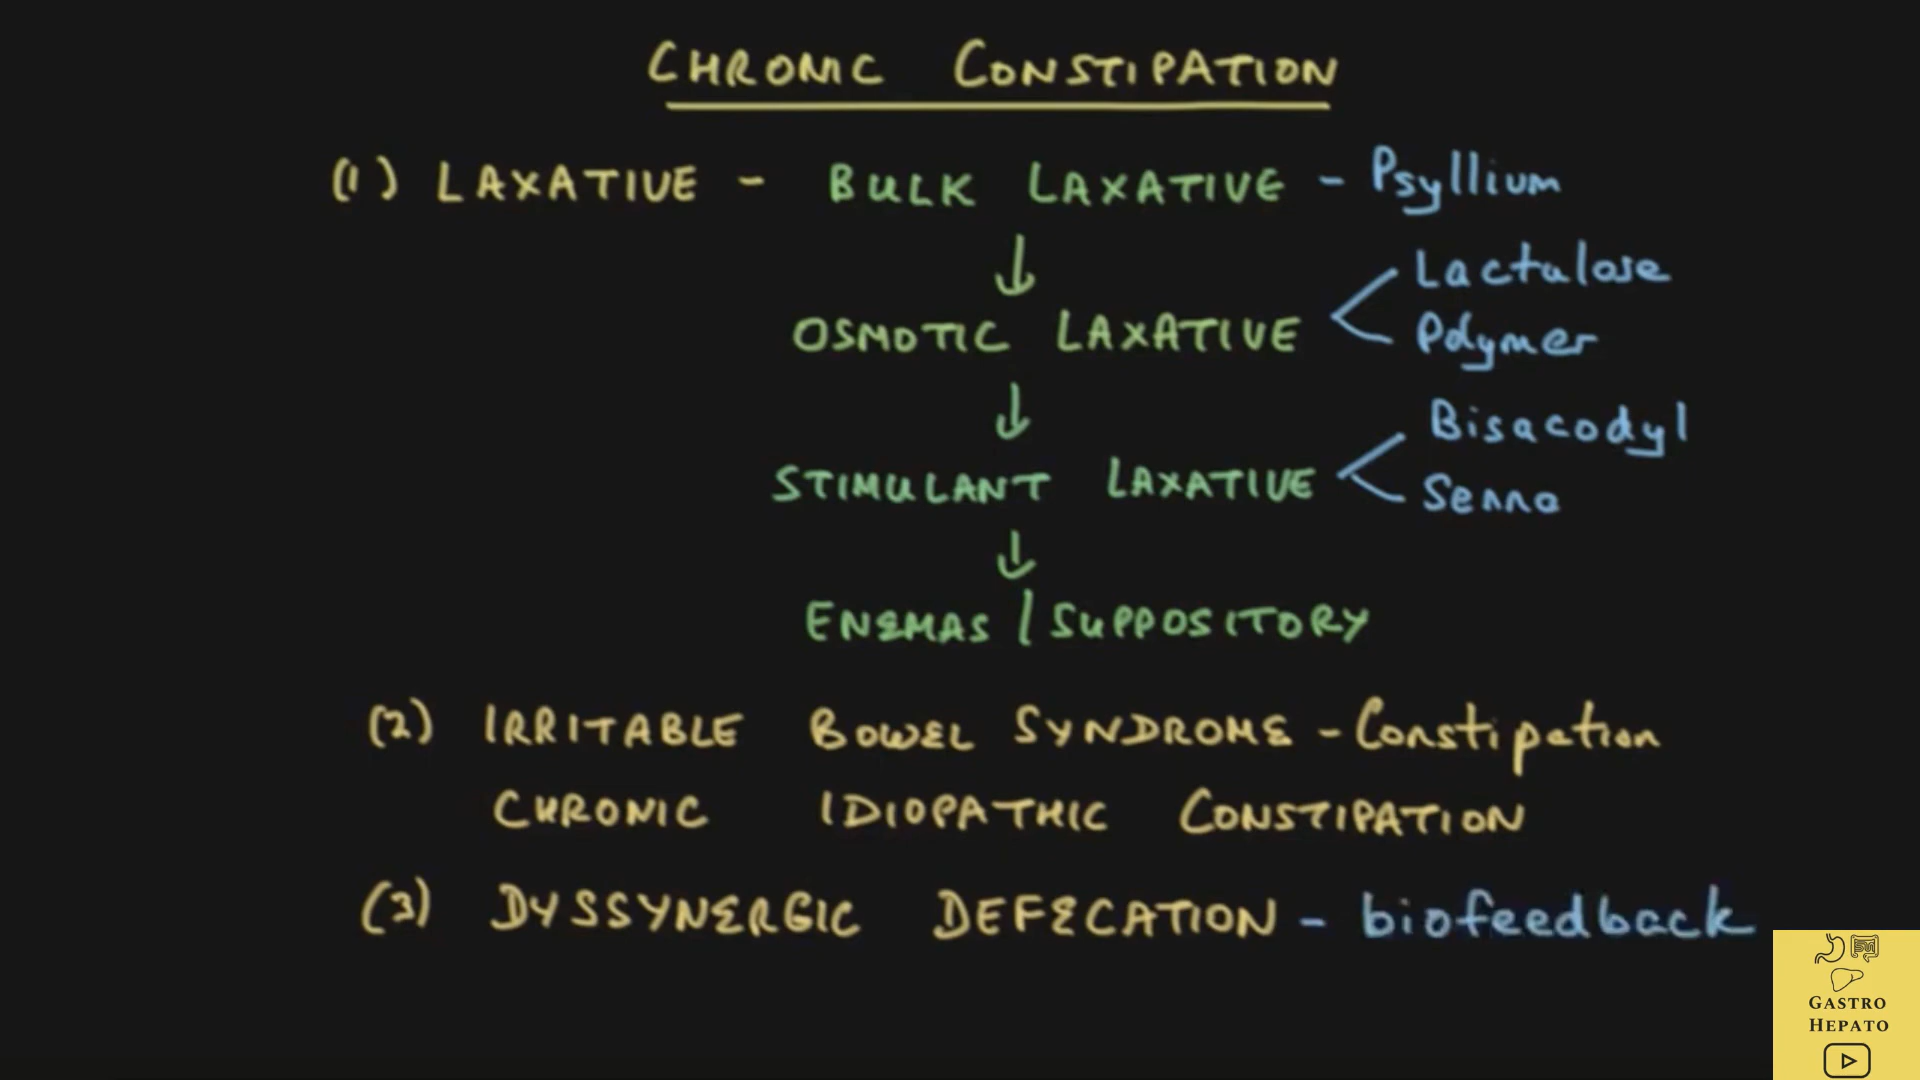 CHRONIC CONSTIPATION
(1) LAXATIVE - BULK LAXATIVE - Psyllium
Lactulose
OSMOTIC LAXATIVE
Polymer
Bisacodyl
STIMULANT LAXATIVE
Senna
ENEMAS / SUPPOSITORY
(2) IRRITABLE BOWEL SYNDROME - Constipation
CHRONIC IDIOPATHIC CONSTIPATION
(3) DYSSYNERGIC DEFECATION - biofeedback
GASTRO
HEPATO